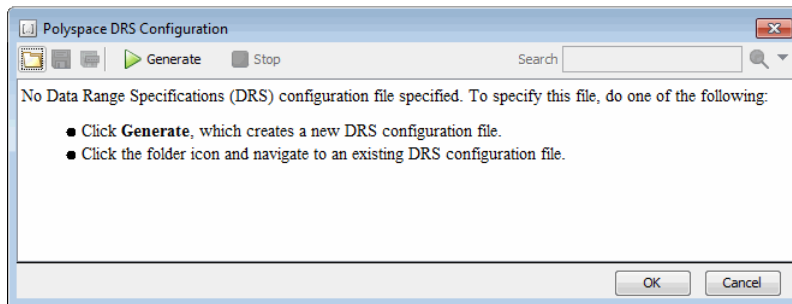 Polyspace DRS Configuration
Generate Stop Search
No Data Range Specifications (DRS) configuration file specified. To specify this file, do one of the following:
Click Generate, which creates a new DRS configuration file.
Click the folder icon and navigate to an existing DRS configuration file.
OK Cancel